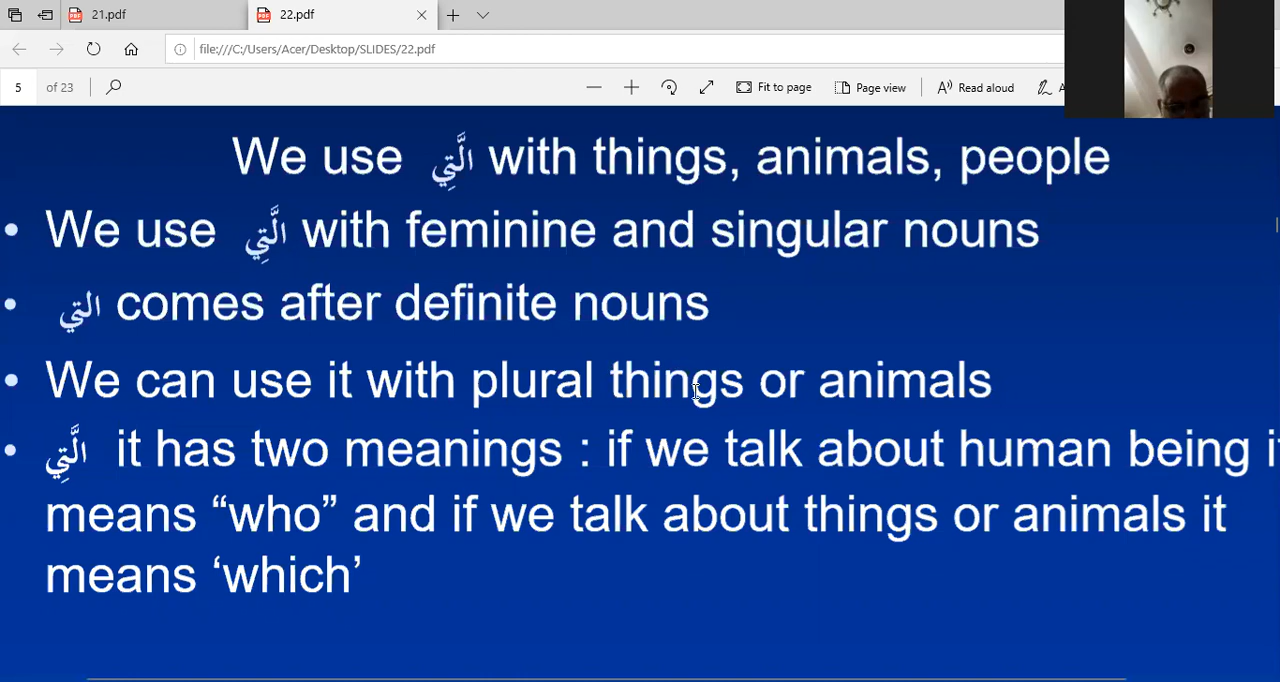 21.pdf
22.pdf
file:///C:/Users/Acer/Desktop/SLIDES/22.pdf
5 of 23
Fit to page
Page view
Read aloud
We use الَّتِي with things, animals, people
• We use الَّتِي with feminine and singular nouns
• التي comes after definite nouns
• We can use it with plural things or animals
• الَّتِي it has two meanings : if we talk about human being it
means “who” and if we talk about things or animals it
means ‘which’